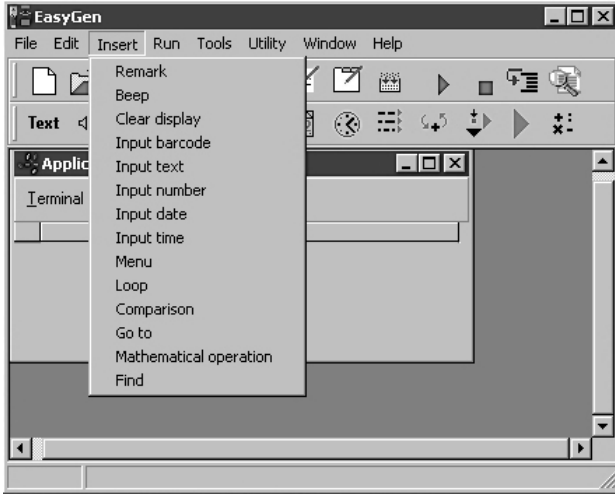 EasyGen
File Edit Insert Run Tools Utility Window Help
Remark
Beep
Clear display
Input barcode
Input text
Input number
Input date
Input time
Menu
Loop
Comparison
Go to
Mathematical operation
Find
Text
Applic
Terminal